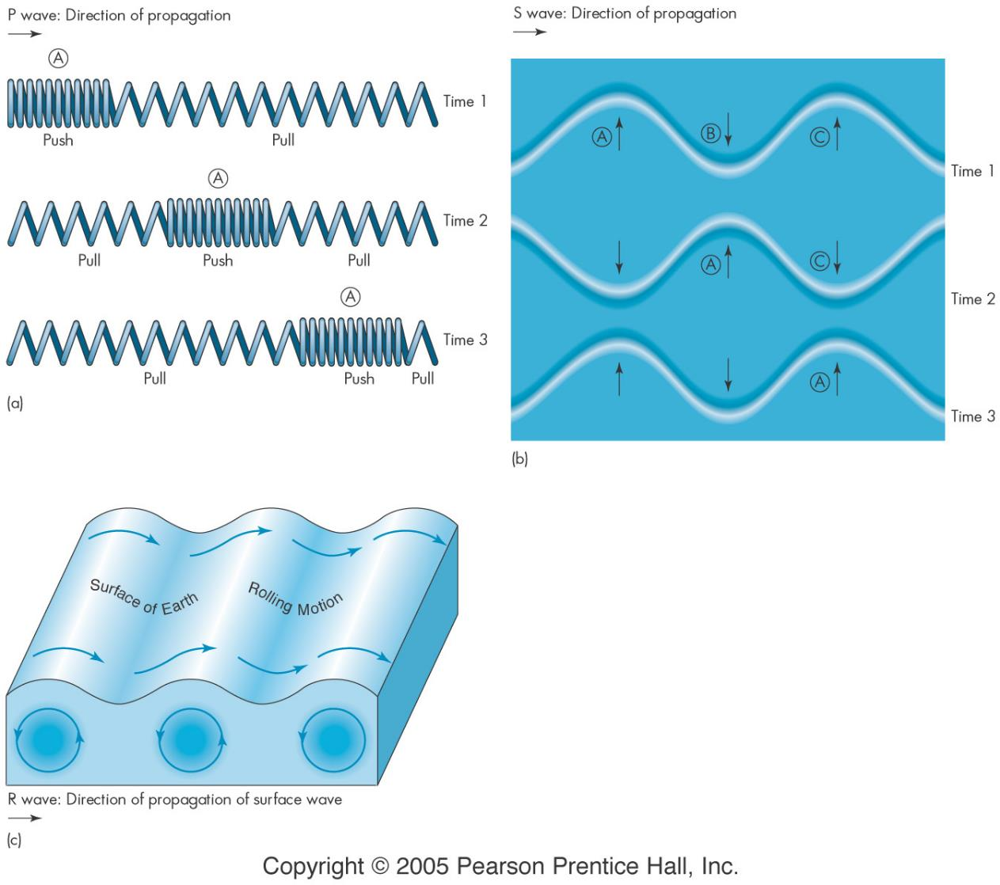 P wave: Direction of propagation
A
Time 1
Push
Pull
A
Time 2
Pull
Push
Pull
A
Time 3
Pull
Push
Pull
(a)
S wave: Direction of propagation
A
B
C
Time 1
A
C
Time 2
A
Time 3
(b)
Surface of Earth
Rolling Motion
R wave: Direction of propagation of surface wave
(c)
Copyright © 2005 Pearson Prentice Hall, Inc.